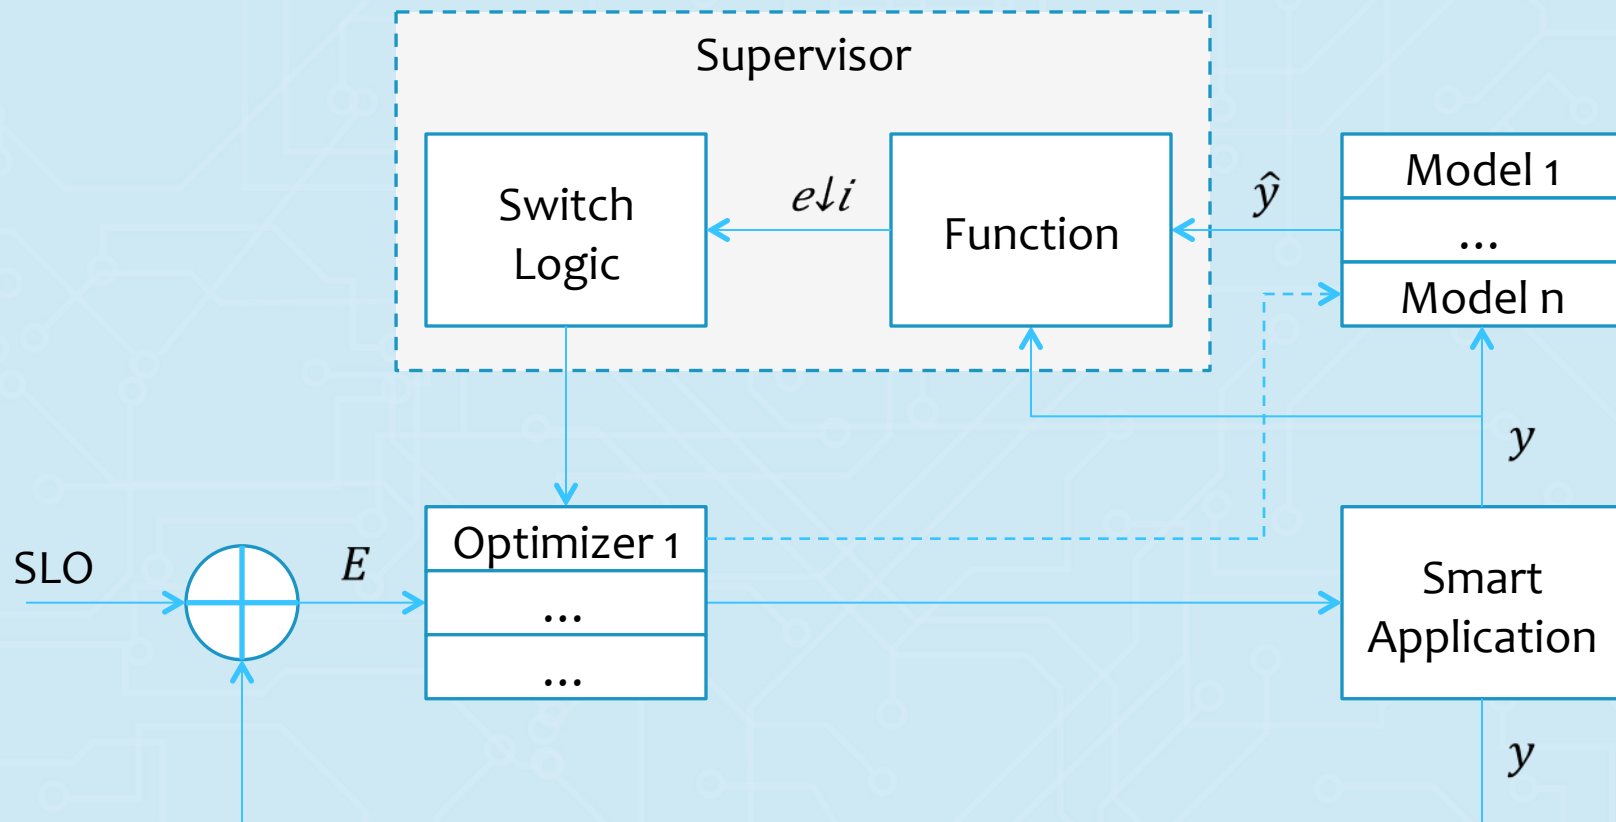 Supervisor
Switch
Logic
e↓i
Function
ŷ
Model 1
...
Model n
y
SLO
E
Optimizer 1
...
...
Smart
Application
y